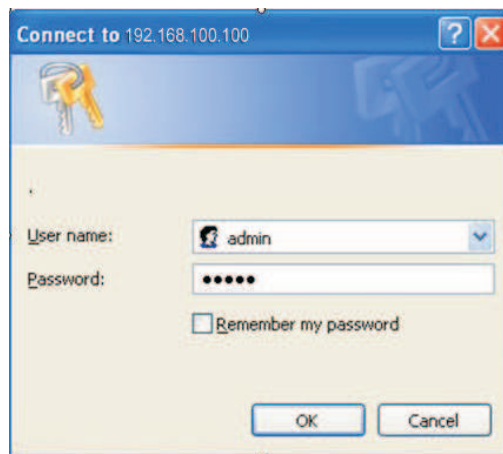 Connect to 192.168.100.100
User name:
admin
Password:
•••••
Remember my password
OK
Cancel